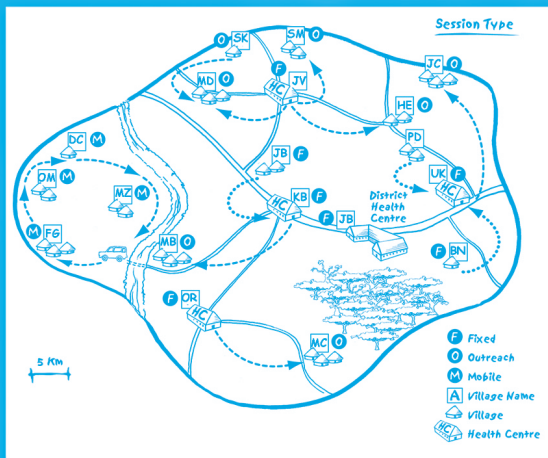 Session Type
O SK
SM O
F
MD O
HC JV
JC O
HE O
PD
DC M
JB F
UK F
HC
OM M
MZ M
KB F
HC
District
Health
Centre
F JB
M FG
MB O
F BN
F OR
HC
MC O
5 Km
F Fixed
O Outreach
M Mobile
A Village Name
Village
HC Health Centre